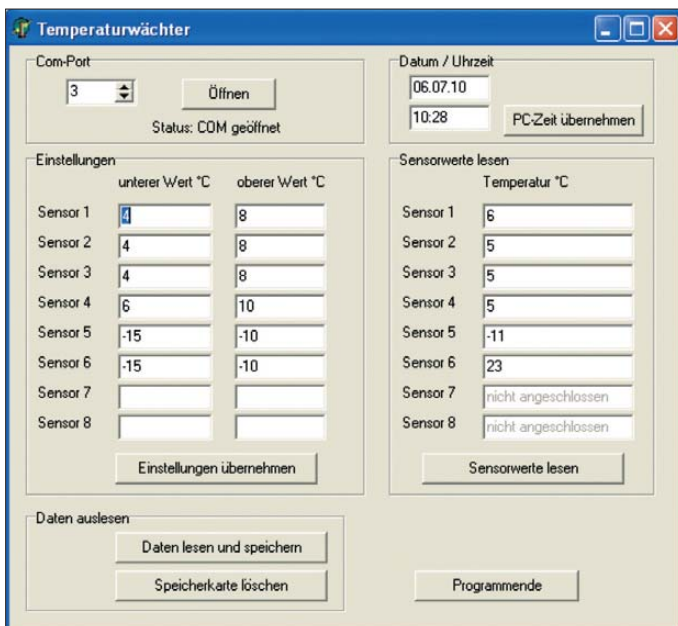 Temperaturwächter
Com-Port
3
Öffnen
Status: COM geöffnet
Datum / Uhrzeit
06.07.10
10:28
PC-Zeit übernehmen
Einstellungen
unterer Wert °C oberer Wert °C
Sensor 1 4 8
Sensor 2 4 8
Sensor 3 4 8
Sensor 4 6 10
Sensor 5 -15 -10
Sensor 6 -15 -10
Sensor 7
Sensor 8
Einstellungen übernehmen
Sensorwerte lesen
Temperatur °C
Sensor 1 6
Sensor 2 5
Sensor 3 5
Sensor 4 5
Sensor 5 -11
Sensor 6 23
Sensor 7 nicht angeschlossen
Sensor 8 nicht angeschlossen
Sensorwerte lesen
Daten auslesen
Daten lesen und speichern
Speicherkarte löschen
Programmende